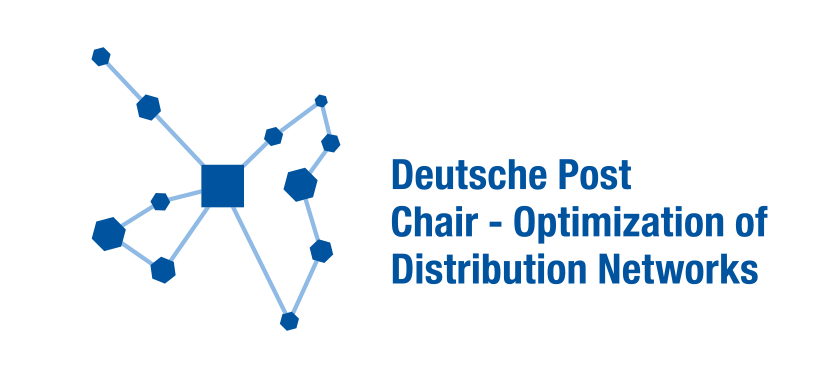 Deutsche Post
Chair - Optimization of
Distribution Networks